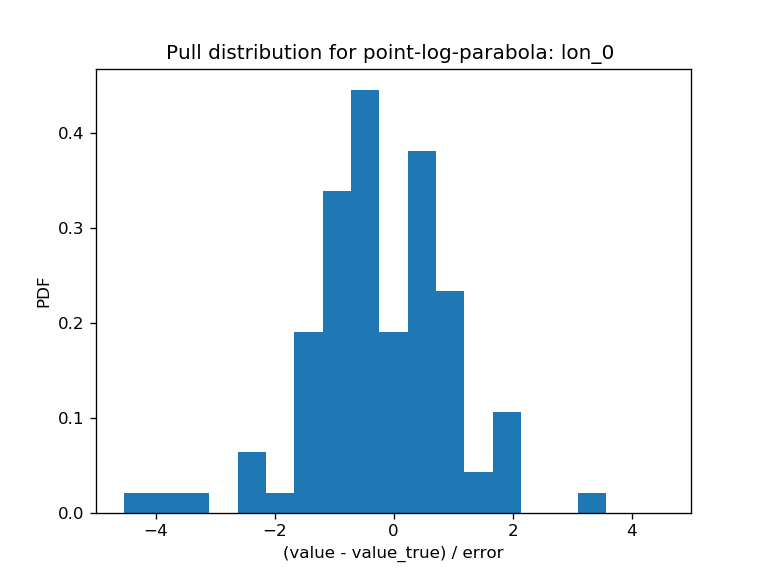 Pull distribution for point-log-parabola: lon_0
PDF
0.4
0.3
0.2
0.1
0.0
−4 −2 0 2 4
(value - value_true) / error